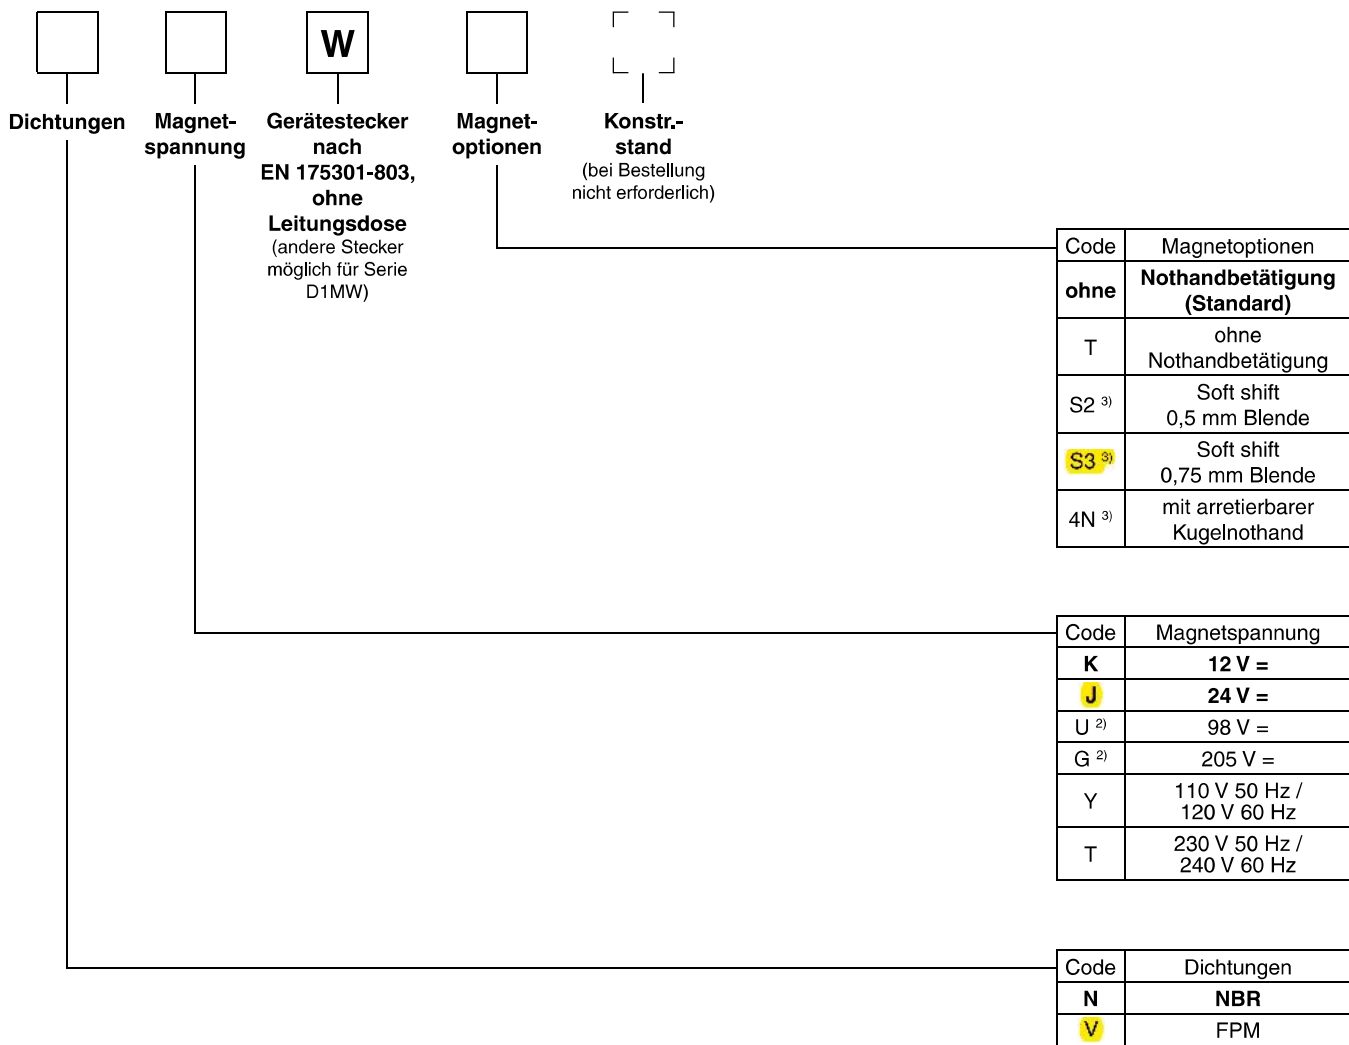 W
Dichtungen
Magnet-
spannung
Gerätestecker
nach
EN 175301-803,
ohne
Leitungsdose
(andere Stecker
möglich für Serie
D1MW)
Magnet-
optionen
Konstr.-
stand
(bei Bestellung
nicht erforderlich)
Code Magnetoptionen
ohne Nothandbetätigung
(Standard)
T ohne
Nothandbetätigung
S2 3) Soft shift
0,5 mm Blende
S3 3) Soft shift
0,75 mm Blende
4N 3) mit arretierbarer
Kugelnothand
Code Magnetspannung
K 12 V =
J 24 V =
U 2) 98 V =
G 2) 205 V =
Y 110 V 50 Hz /
120 V 60 Hz
T 230 V 50 Hz /
240 V 60 Hz
Code Dichtungen
N NBR
V FPM